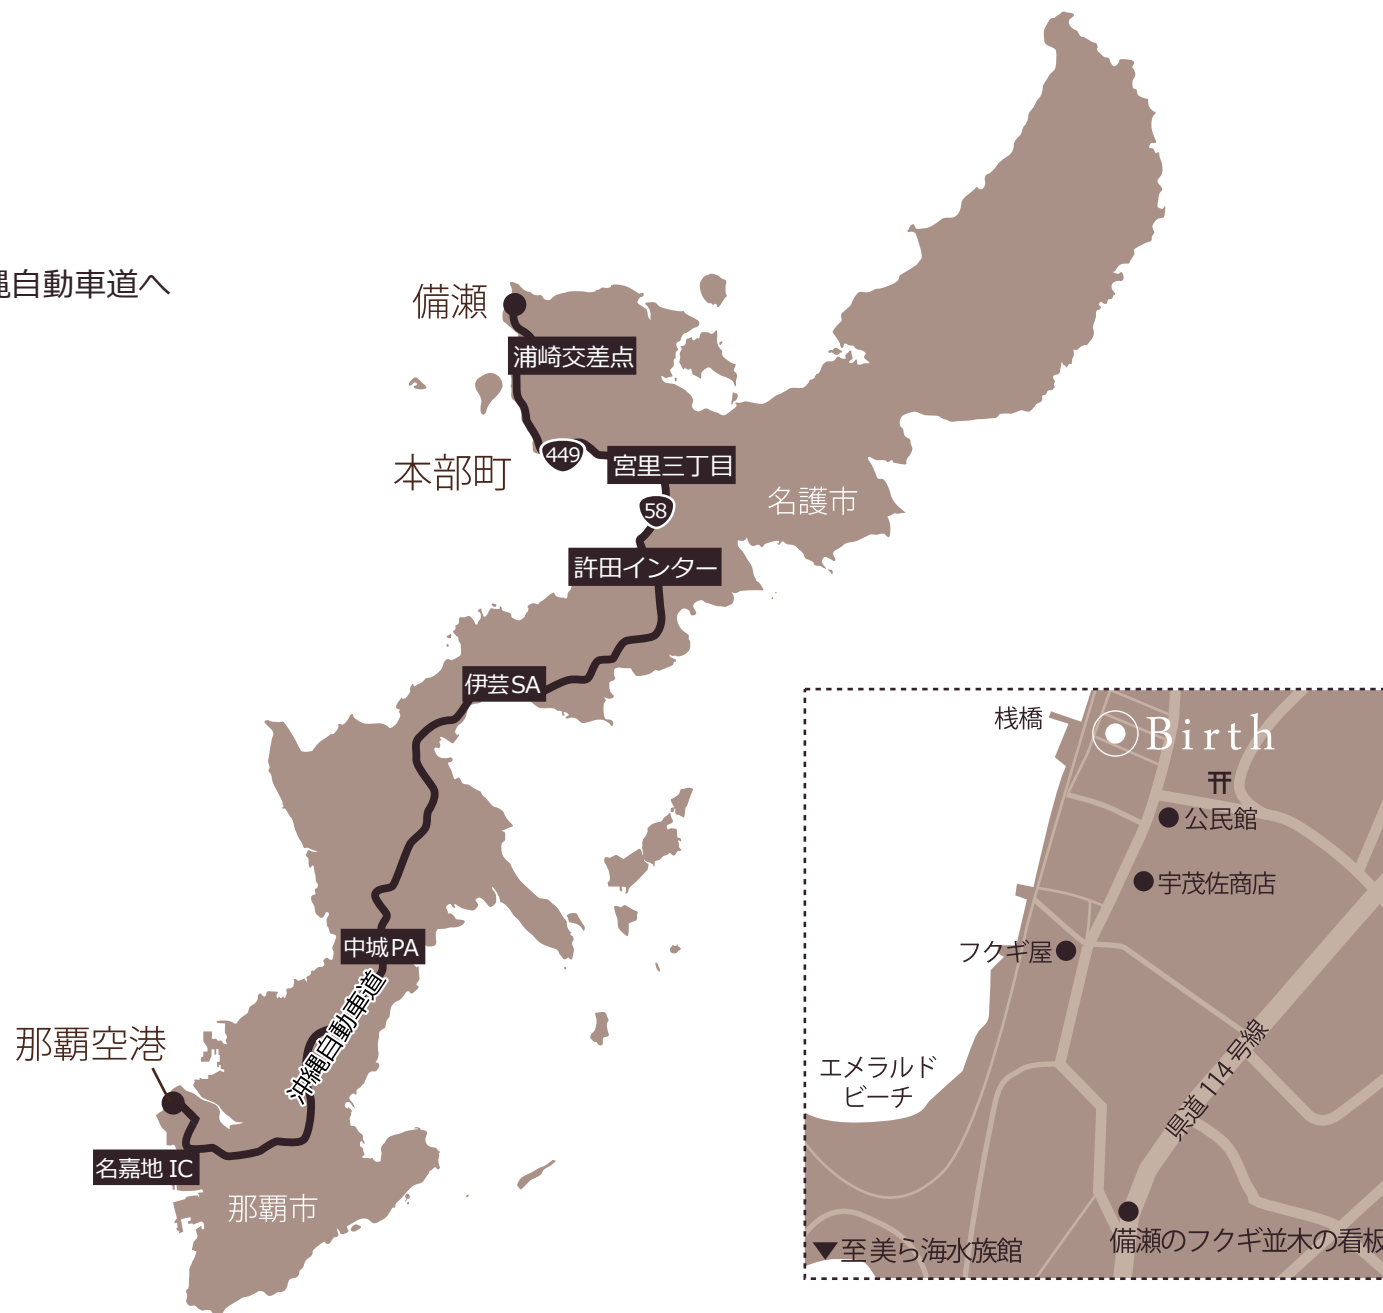 縄自動車道へ
備瀬
浦崎交差点
449
本部町
宮里三丁目
名護市
58
許田インター
伊芸SA
中城PA
沖縄自動車道
那覇空港
名嘉地 IC
那覇市
桟橋
Birth
公民館
宇茂佐商店
フクギ屋
県道 114 号線
エメラルド
ビーチ
備瀬のフクギ並木の看板
▼至美ら海水族館